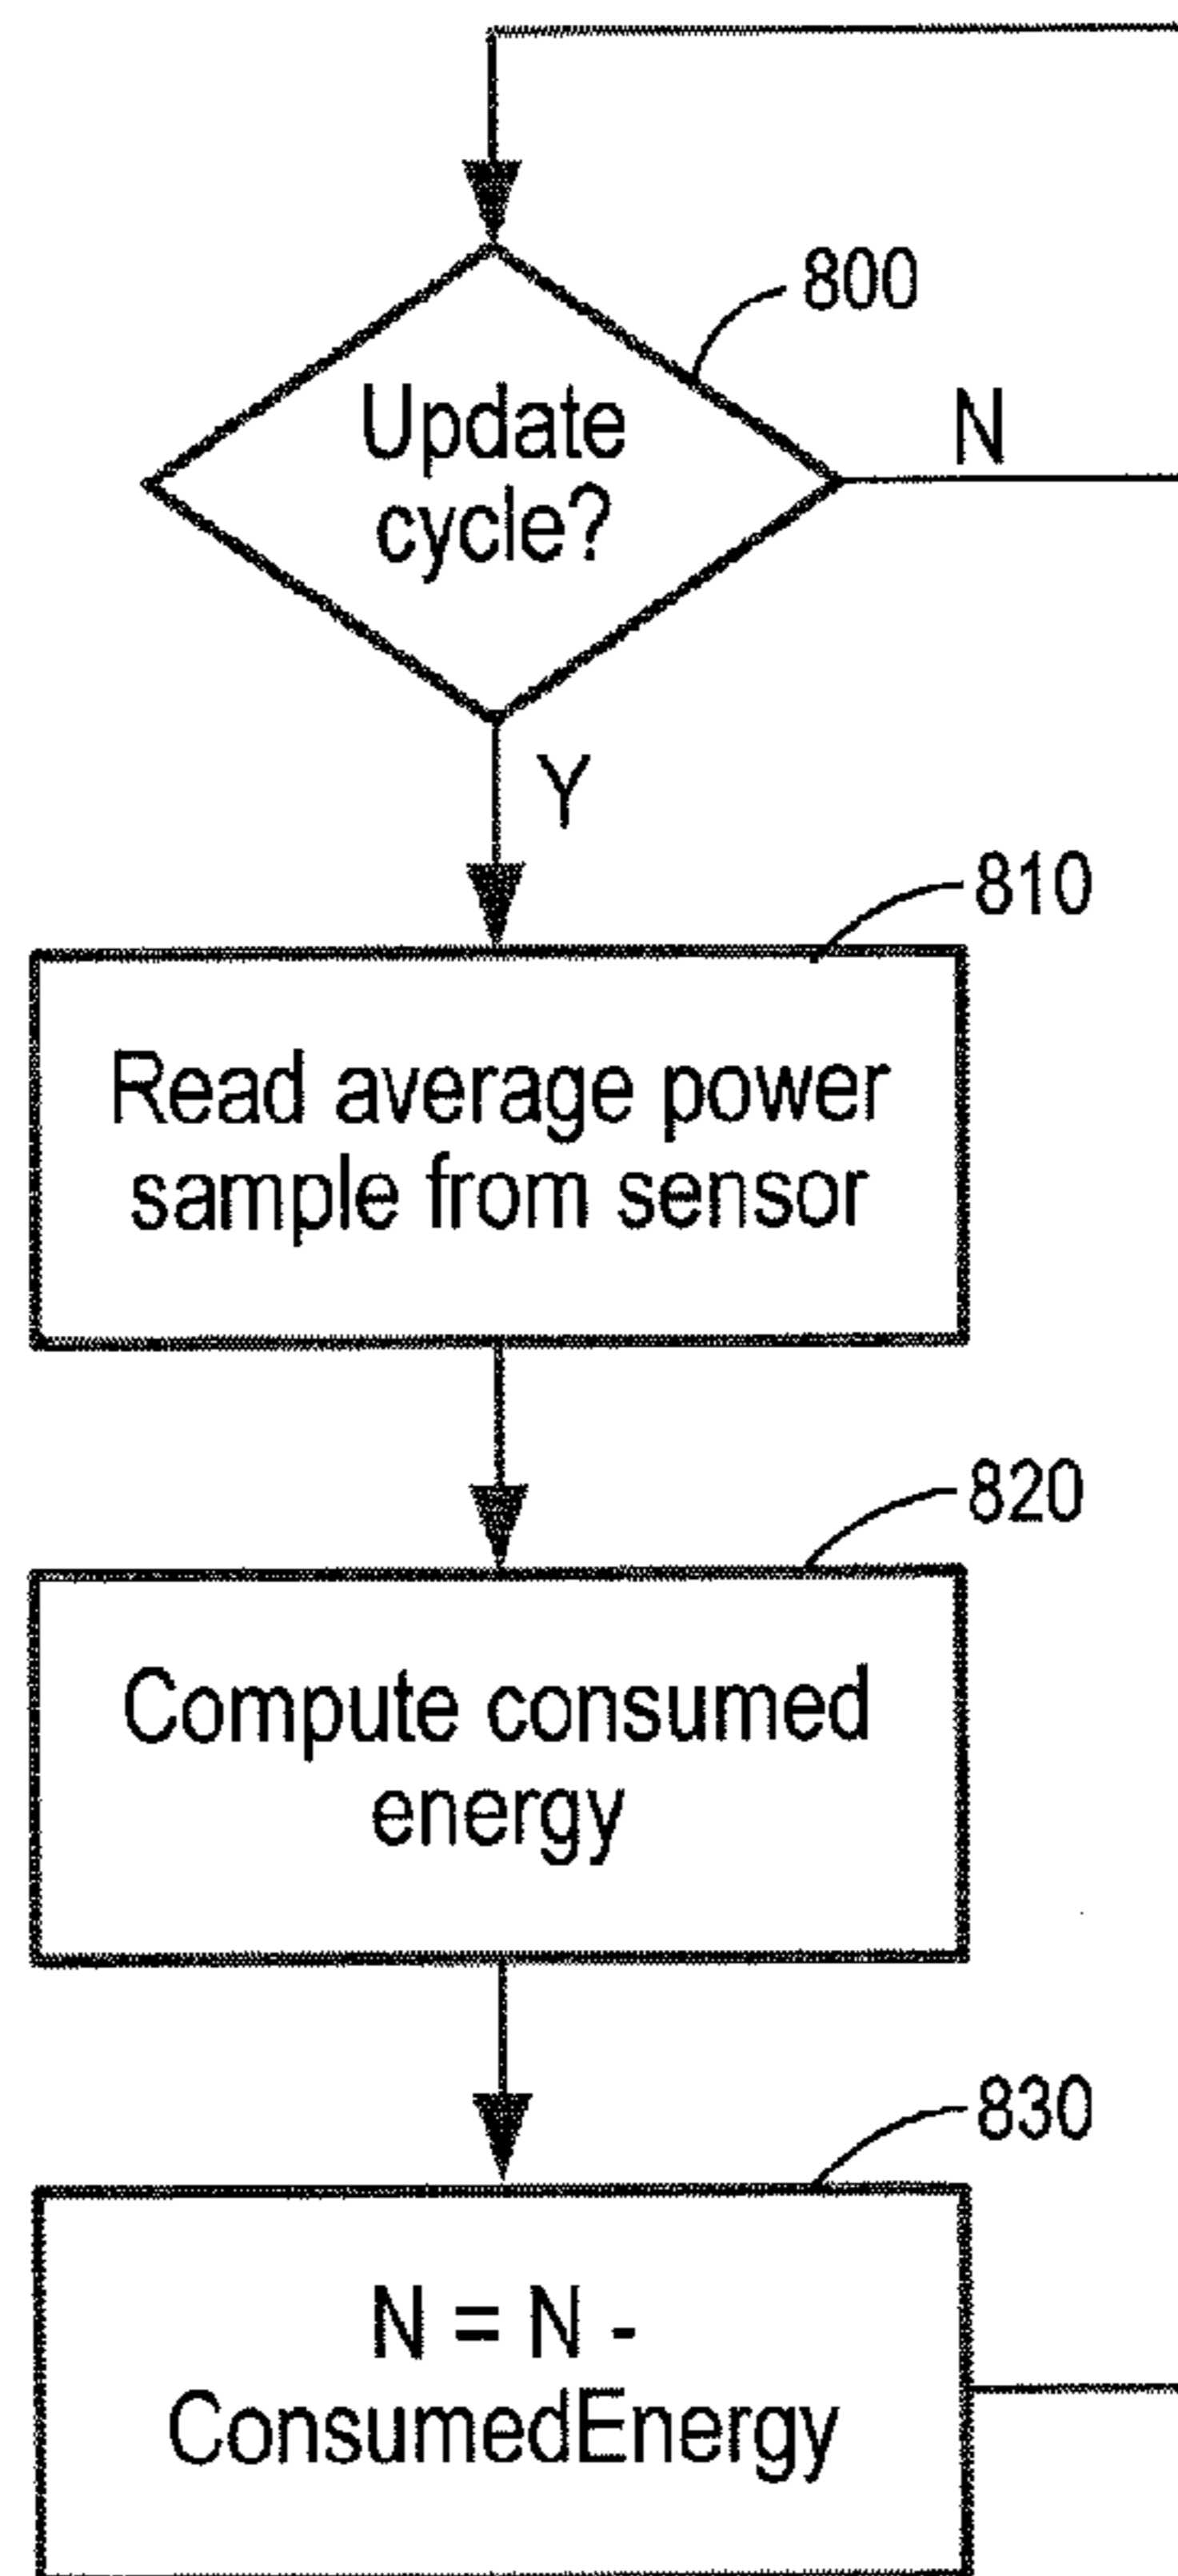 800
Update
cycle?
N
Y
810
Read average power
sample from sensor
820
Compute consumed
energy
830
N = N -
ConsumedEnergy